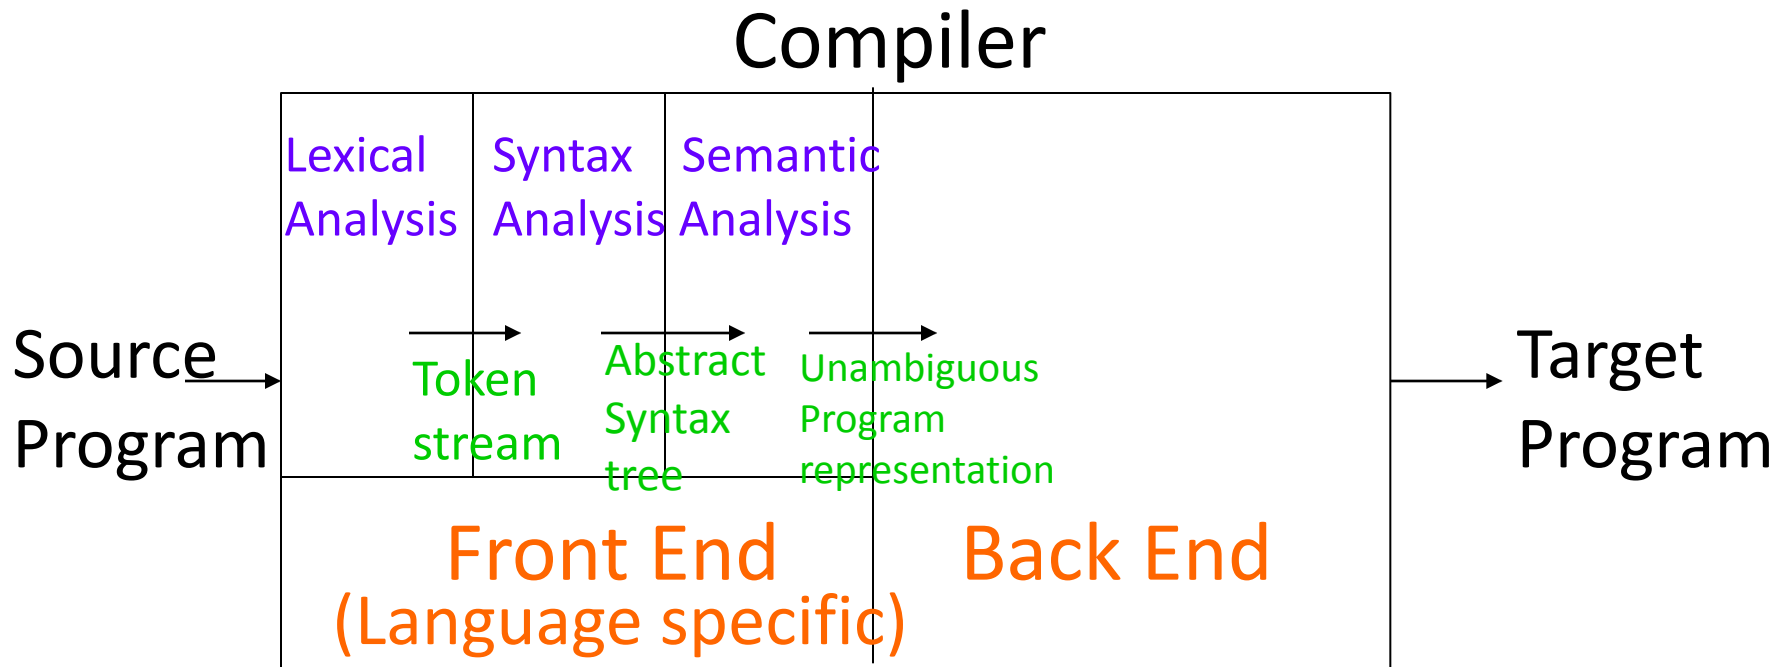 Compiler
Lexical
Analysis
Syntax
Analysis
Semantic
Analysis
Source
Program
Token
stream
Abstract
Syntax
tree
Unambiguous
Program
representation
Target
Program
Front End
(Language specific)
Back End